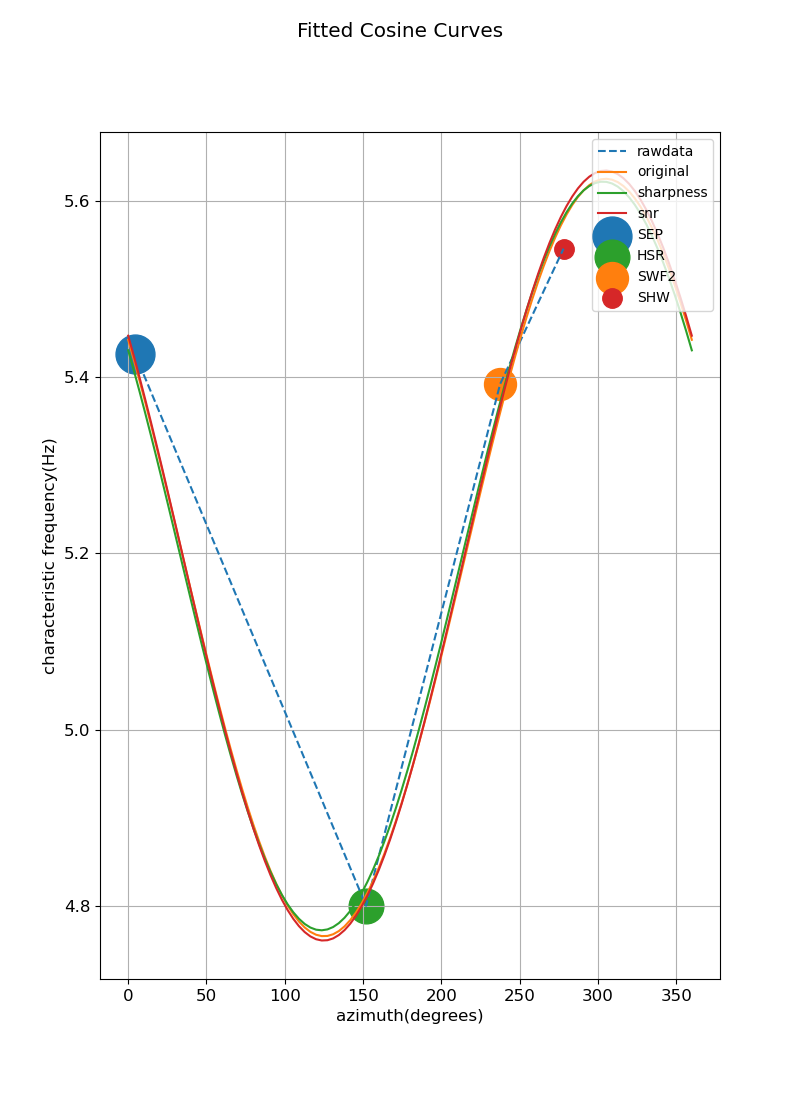 Fitted Cosine Curves
rawdata
original
sharpness
snr
SEP
HSR
SWF2
SHW
5.6
5.4
5.2
5.0
4.8
characteristic frequency(Hz)
0 50 100 150 200 250 300 350
azimuth(degrees)